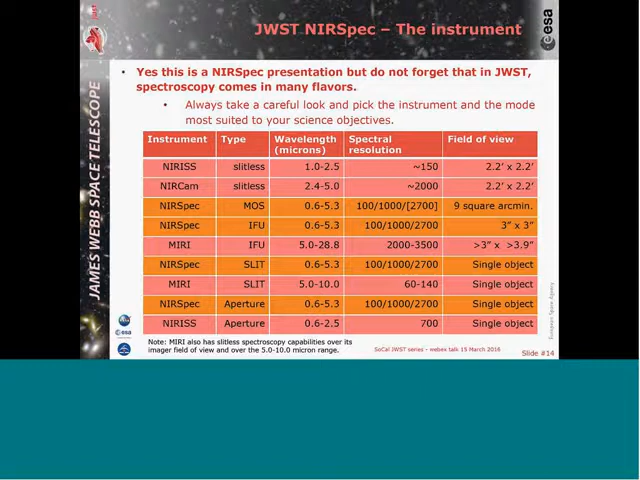 JWST NIRSpec – The instrument
esa
JAMES WEBB SPACE TELESCOPE
• Yes this is a NIRSpec presentation but do not forget that in JWST,
spectroscopy comes in many flavors.
• Always take a careful look and pick the instrument and the mode
most suited to your science objectives.
Instrument Type Wavelength (microns) Spectral resolution Field of view
NIRISS slitless 1.0-2.5 ~150 2.2’ x 2.2’
NIRCam slitless 2.4-5.0 ~2000 2.2’ x 2.2’
NIRSpec MOS 0.6-5.3 100/1000/[2700] 9 square arcmin.
NIRSpec IFU 0.6-5.3 100/1000/2700 3” x 3”
MIRI IFU 5.0-28.8 2000-3500 >3” x >3.9”
NIRSpec SLIT 0.6-5.3 100/1000/2700 Single object
MIRI SLIT 5.0-10.0 60-140 Single object
NIRSpec Aperture 0.6-5.3 100/1000/2700 Single object
NIRISS Aperture 0.6-2.5 700 Single object
Note: MIRI also has slitless spectroscopy capabilities over its
imager field of view and over the 5.0-10.0 micron range.
SoCal JWST series - webex talk 15 March 2016
Slide #14
European Space Agency
esa